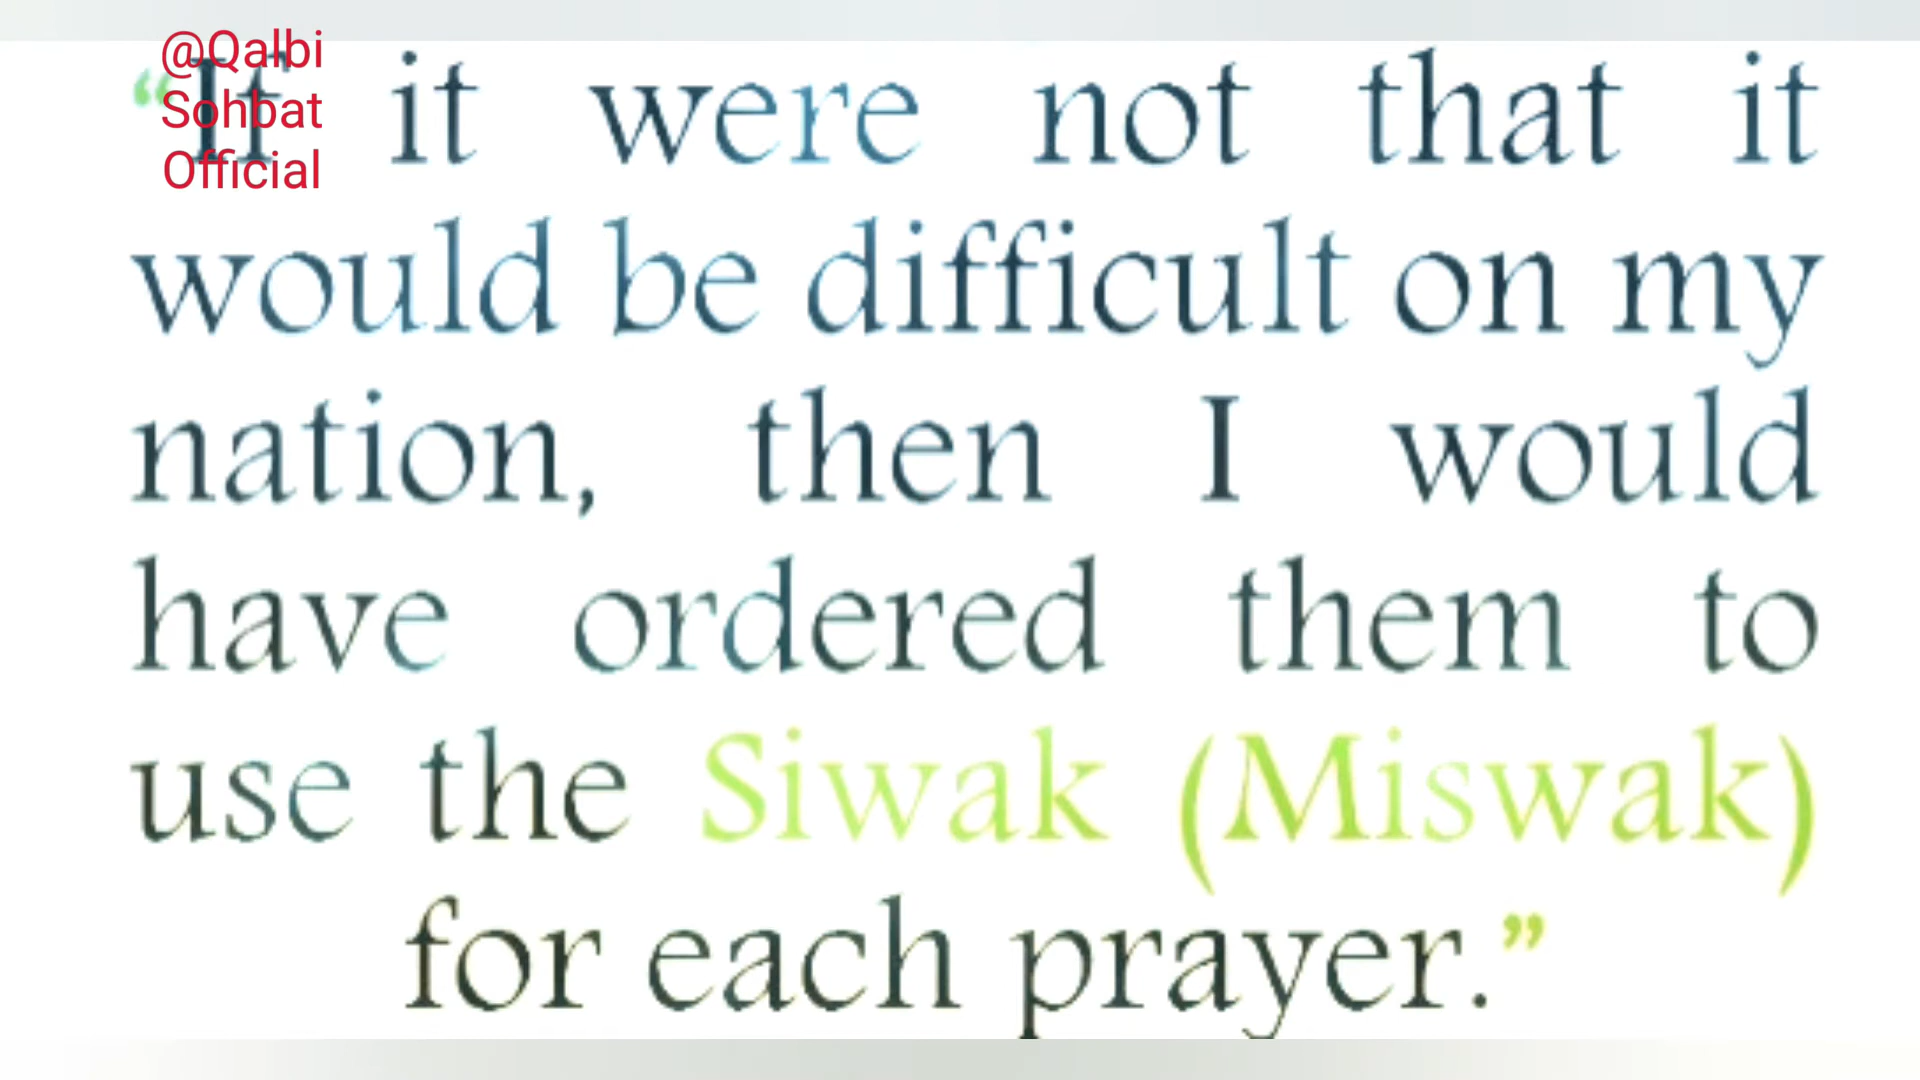 @Qalbi
Sohbat
Official
“If it were not that it
would be difficult on my
nation, then I would
have ordered them to
use the Siwak (Miswak)
for each prayer.”